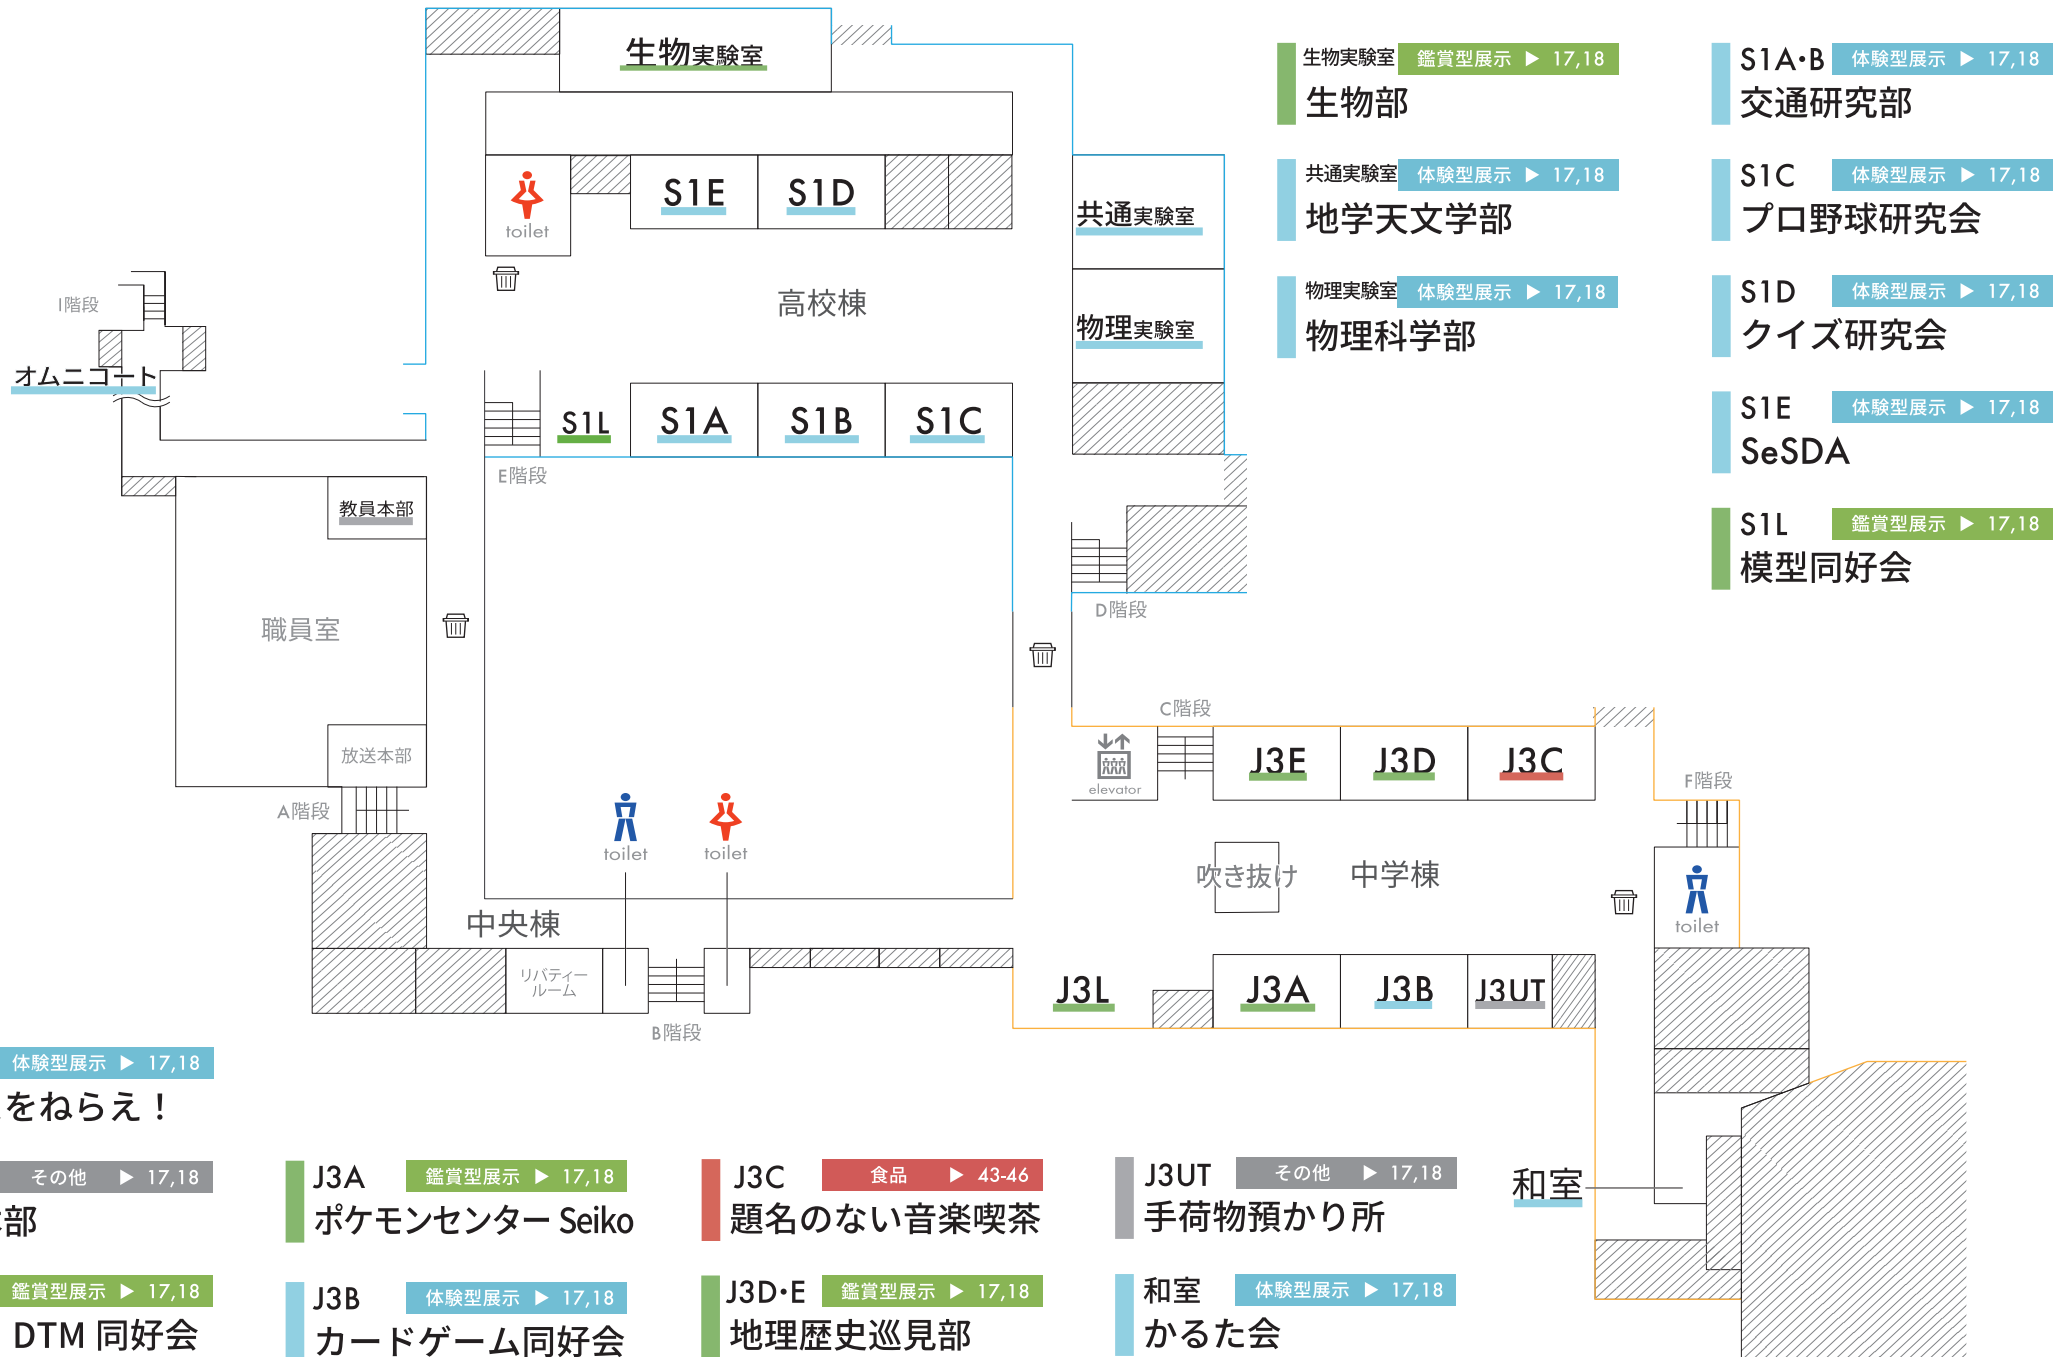 生物実験室
S1E
S1D
toilet
共通実験室
高校棟
物理実験室
I階段
オムニコート
S1L
S1A
S1B
S1C
E階段
教員本部
職員室
D階段
放送本部
A階段
C階段
elevator
J3E
J3D
J3C
F階段
toilet
toilet
吹き抜け
中学棟
toilet
中央棟
リバティー
ルーム
B階段
J3L
J3A
J3B
J3UT
和室
生物実験室 鑑賞型展示 ▶ 17,18
生物部
共通実験室 体験型展示 ▶ 17,18
地学天文学部
物理実験室 体験型展示 ▶ 17,18
物理科学部
S1A・B 体験型展示 ▶ 17,18
交通研究部
S1C 体験型展示 ▶ 17,18
プロ野球研究会
S1D 体験型展示 ▶ 17,18
クイズ研究会
S1E 体験型展示 ▶ 17,18
SeSDA
S1L 鑑賞型展示 ▶ 17,18
模型同好会
体験型展示 ▶ 17,18
をねらえ！
その他 ▶ 17,18
部
鑑賞型展示 ▶ 17,18
DTM 同好会
J3A 鑑賞型展示 ▶ 17,18
ポケモンセンター Seiko
J3B 体験型展示 ▶ 17,18
カードゲーム同好会
J3C 食品 ▶ 43-46
題名のない音楽喫茶
J3D・E 鑑賞型展示 ▶ 17,18
地理歴史巡見部
J3UT その他 ▶ 17,18
手荷物預かり所
和室 体験型展示 ▶ 17,18
かるた会